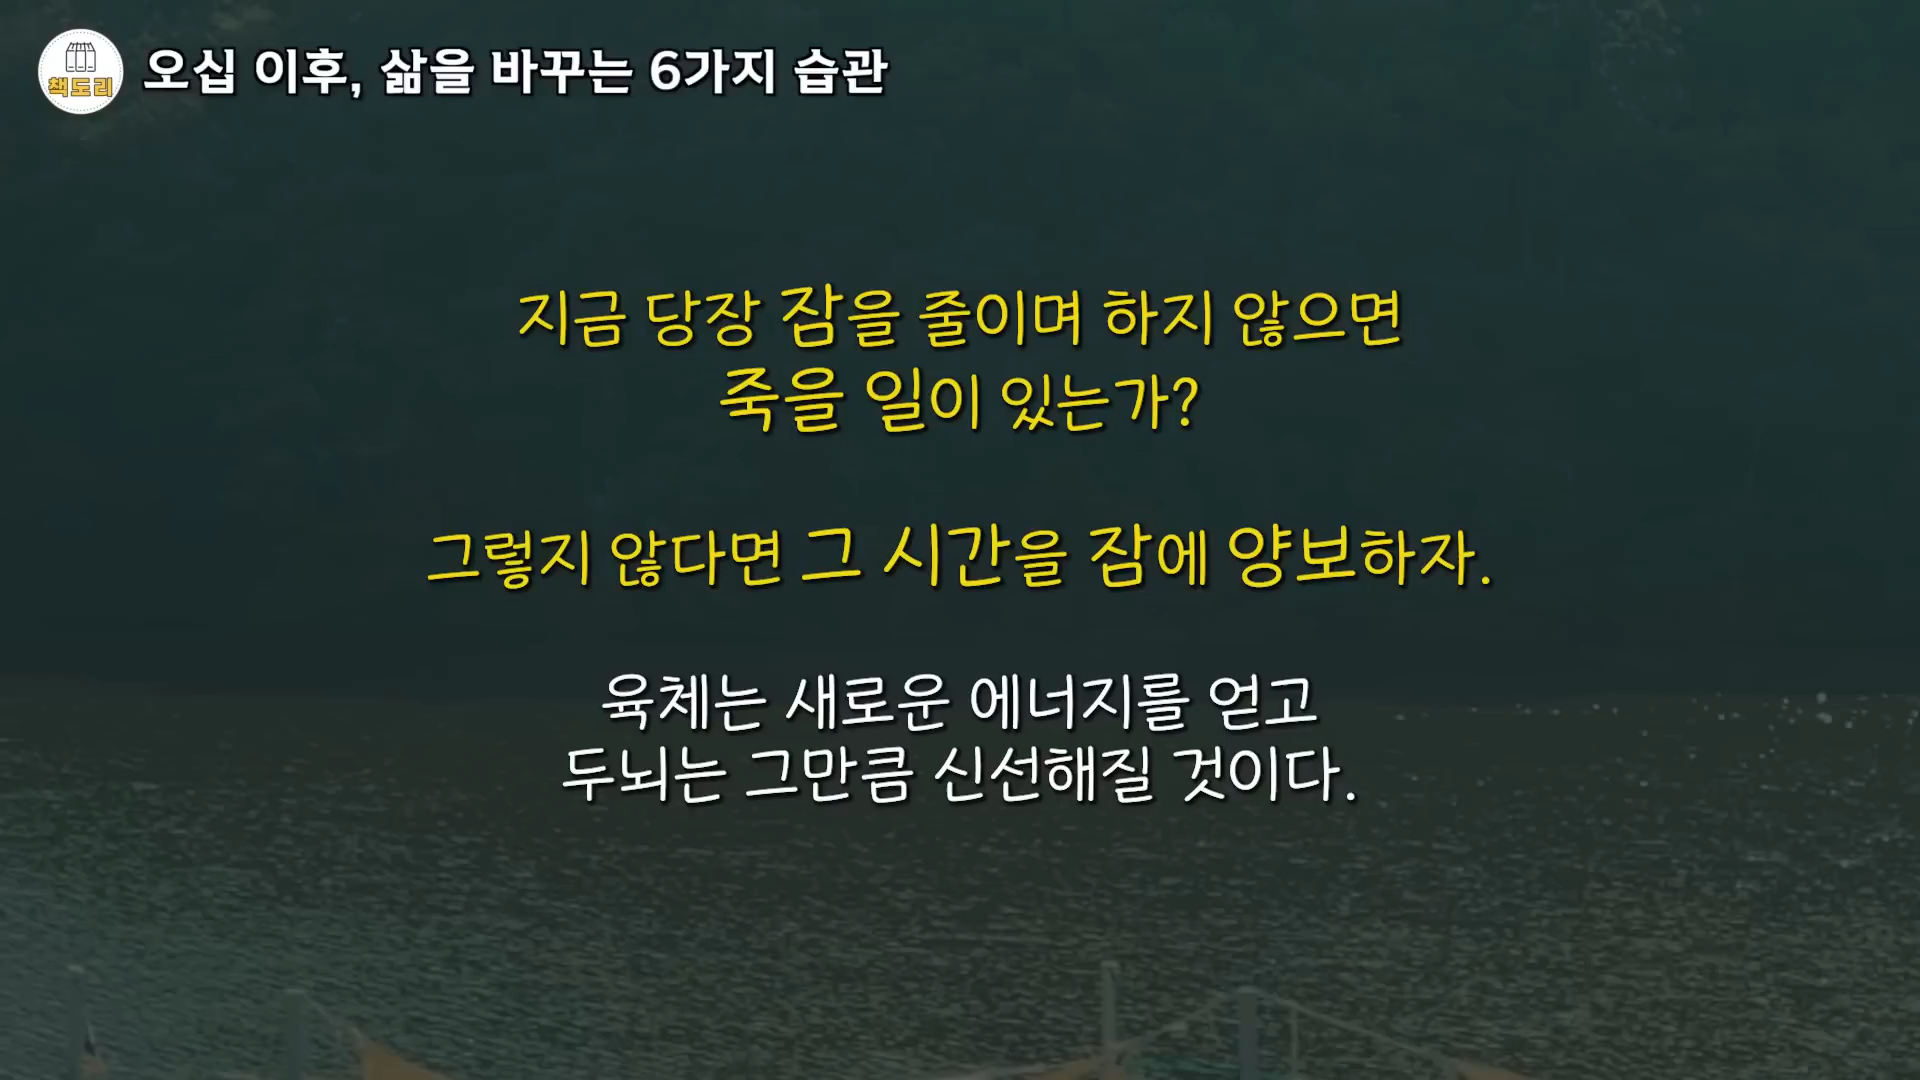 책도리
오십 이후, 삶을 바꾸는 6가지 습관
지금 당장 잠을 줄이며 하지 않으면
죽을 일이 있는가?
그렇지 않다면 그 시간을 잠에 양보하자.
육체는 새로운 에너지를 얻고
두뇌는 그만큼 신선해질 것이다.